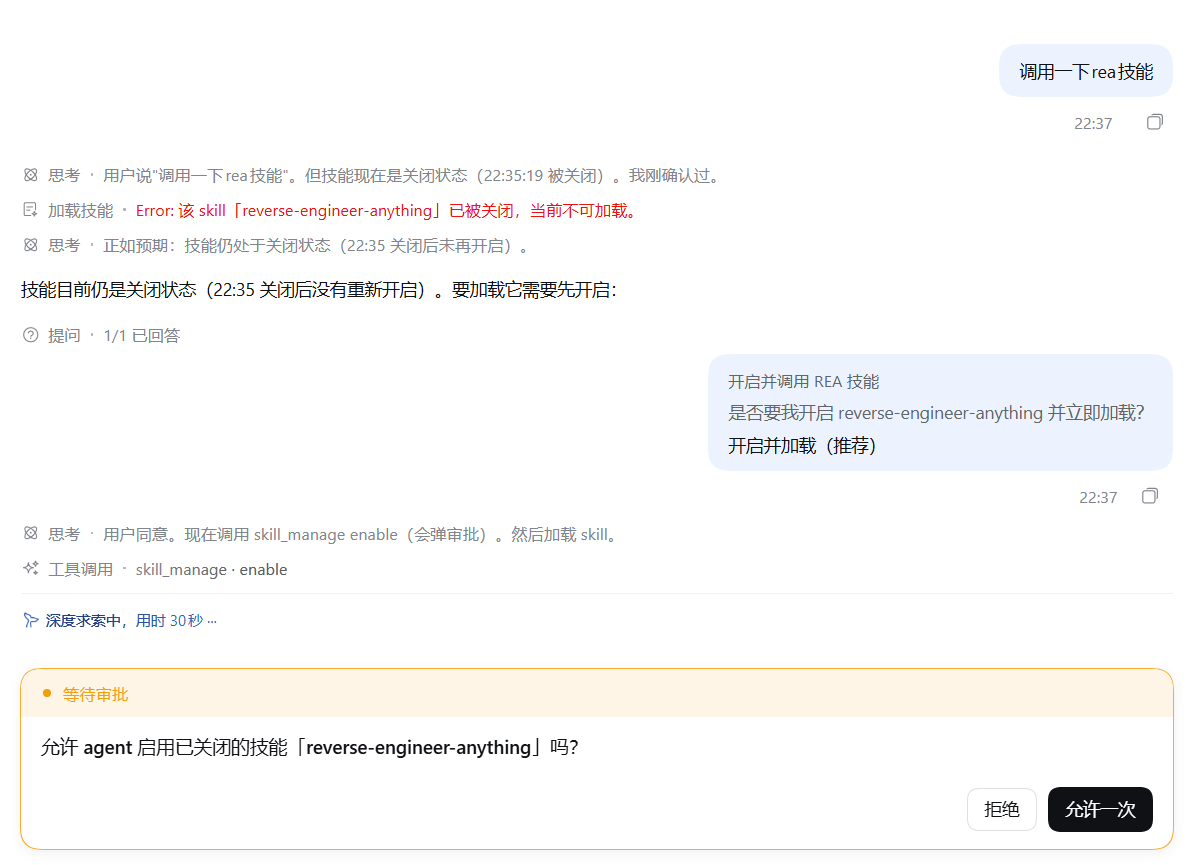 调用一下rea技能
22:37
思考 · 用户说"调用一下rea技能"。但技能现在是关闭状态（22:35:19 被关闭）。我刚确认过。
加载技能 · Error: 该 skill「reverse-engineer-anything」已被关闭，当前不可加载。
思考 · 正如预期：技能仍处于关闭状态（22:35 关闭后未再开启）。
技能目前仍是关闭状态（22:35 关闭后没有重新开启）。要加载它需要先开启：
提问 · 1/1 已回答
开启并调用 REA 技能
是否要我开启 reverse-engineer-anything 并立即加载？
开启并加载（推荐）
22:37
思考 · 用户同意。现在调用 skill_manage enable（会弹审批）。然后加载 skill。
工具调用 · skill_manage · enable
深度求索中，用时 30秒 ···
等待审批
允许 agent 启用已关闭的技能「reverse-engineer-anything」吗？
拒绝
允许一次